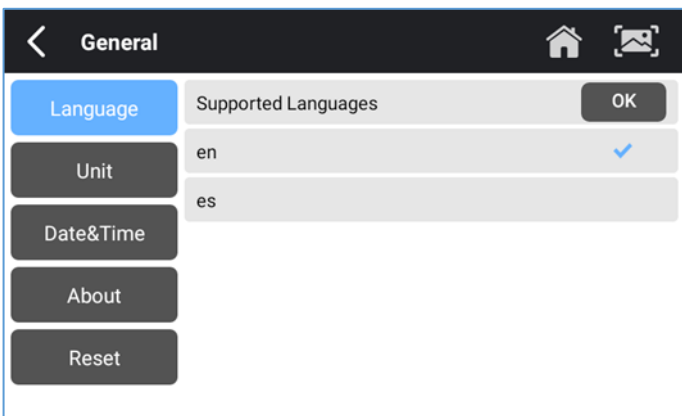 General
Language
Supported Languages
OK
en
Unit
es
Date&Time
About
Reset